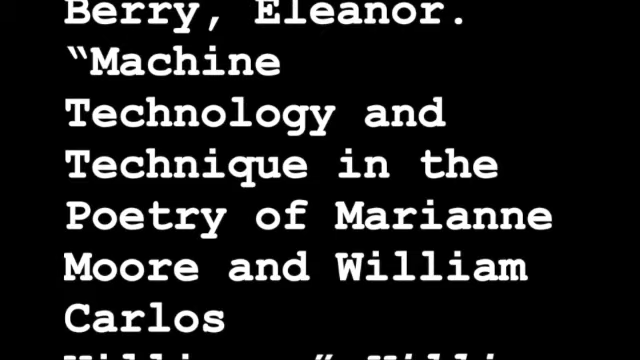 Berry, Eleanor.
“Machine
Technology and
Technique in the
Poetry of Marianne
Moore and William
Carlos